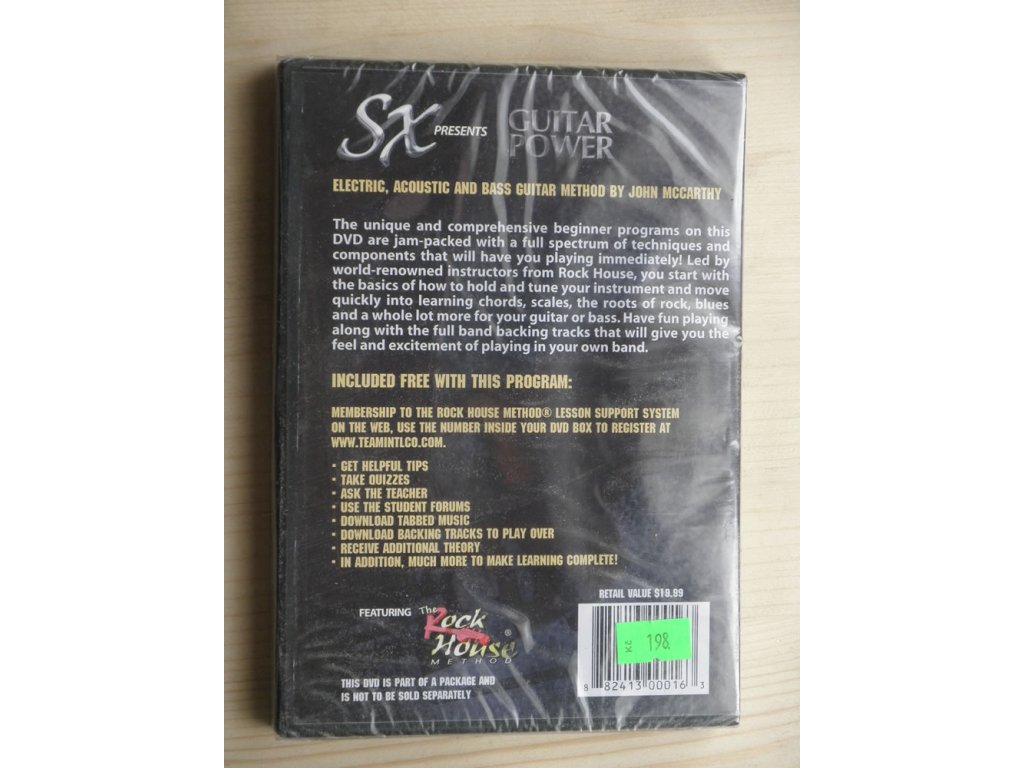 SX PRESENTS GUITAR POWER
ELECTRIC, ACOUSTIC AND BASS GUITAR METHOD BY JOHN MCCARTHY
The unique and comprehensive beginner programs on this
DVD are jam-packed with a full spectrum of techniques and
components that will have you playing immediately! Led by
world-renowned instructors from Rock House, you start with
the basics of how to hold and tune your instrument and move
quickly into learning chords, scales, the roots of rock, blues
and a whole lot more for your guitar or bass. Have fun playing
along with the full band backing tracks that will give you the
feel and excitement of playing in your own band.
INCLUDED FREE WITH THIS PROGRAM:
MEMBERSHIP TO THE ROCK HOUSE METHOD® LESSON SUPPORT SYSTEM
ON THE WEB, USE THE NUMBER INSIDE YOUR DVD BOX TO REGISTER AT
WWW.TEAMINTLCO.COM.
• GET HELPFUL TIPS
• TAKE QUIZZES
• ASK THE TEACHER
• USE THE STUDENT FORUMS
• DOWNLOAD TABBED MUSIC
• DOWNLOAD BACKING TRACKS TO PLAY OVER
• RECEIVE ADDITIONAL THEORY
• IN ADDITION, MUCH MORE TO MAKE LEARNING COMPLETE!
RETAIL VALUE $19.99
FEATURING The
Rock
House®
METHOD
Kč 198.
8 82413 00016 3
THIS DVD IS PART OF A PACKAGE AND
IS NOT TO BE SOLD SEPARATELY